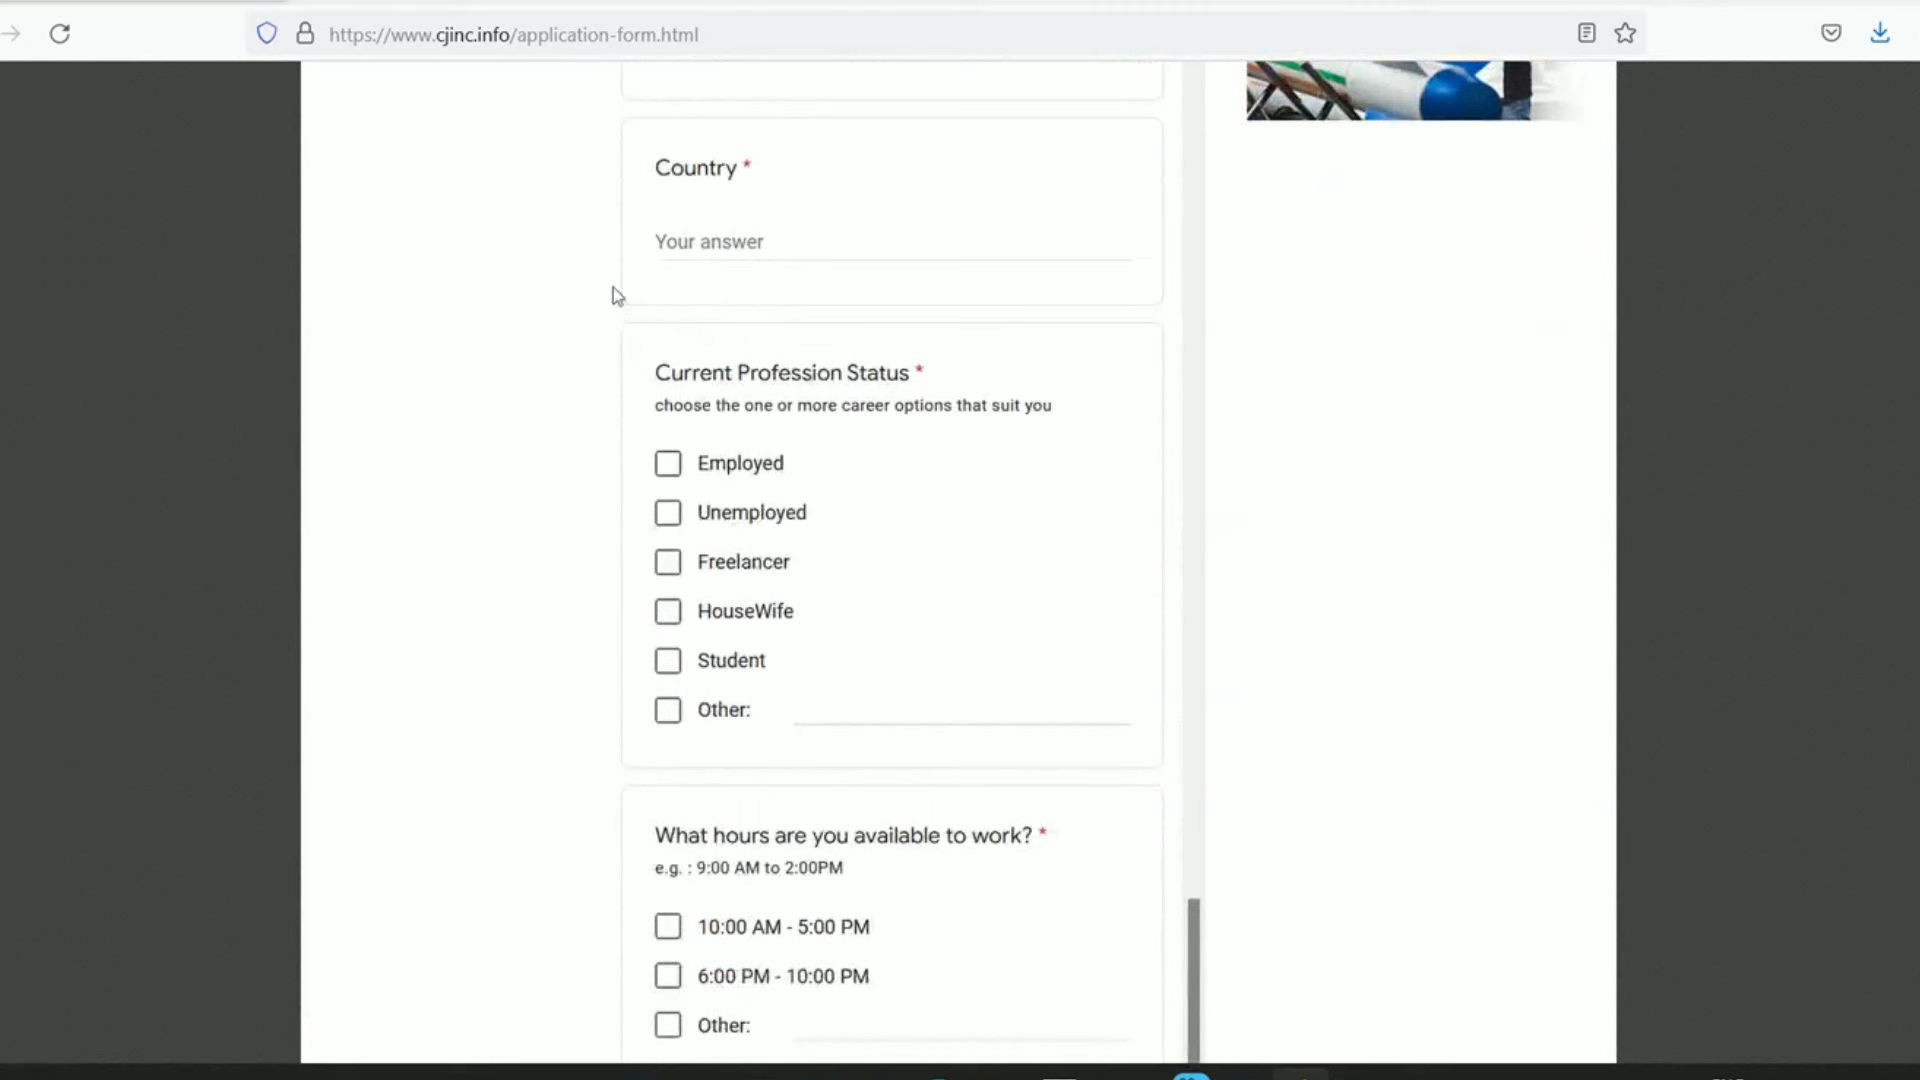 https://www.cjinc.info/application-form.html
Country *
Your answer
Current Profession Status *
choose the one or more career options that suit you
Employed
Unemployed
Freelancer
HouseWife
Student
Other:
What hours are you available to work? *
e.g. : 9:00 AM to 2:00PM
10:00 AM - 5:00 PM
6:00 PM - 10:00 PM
Other: